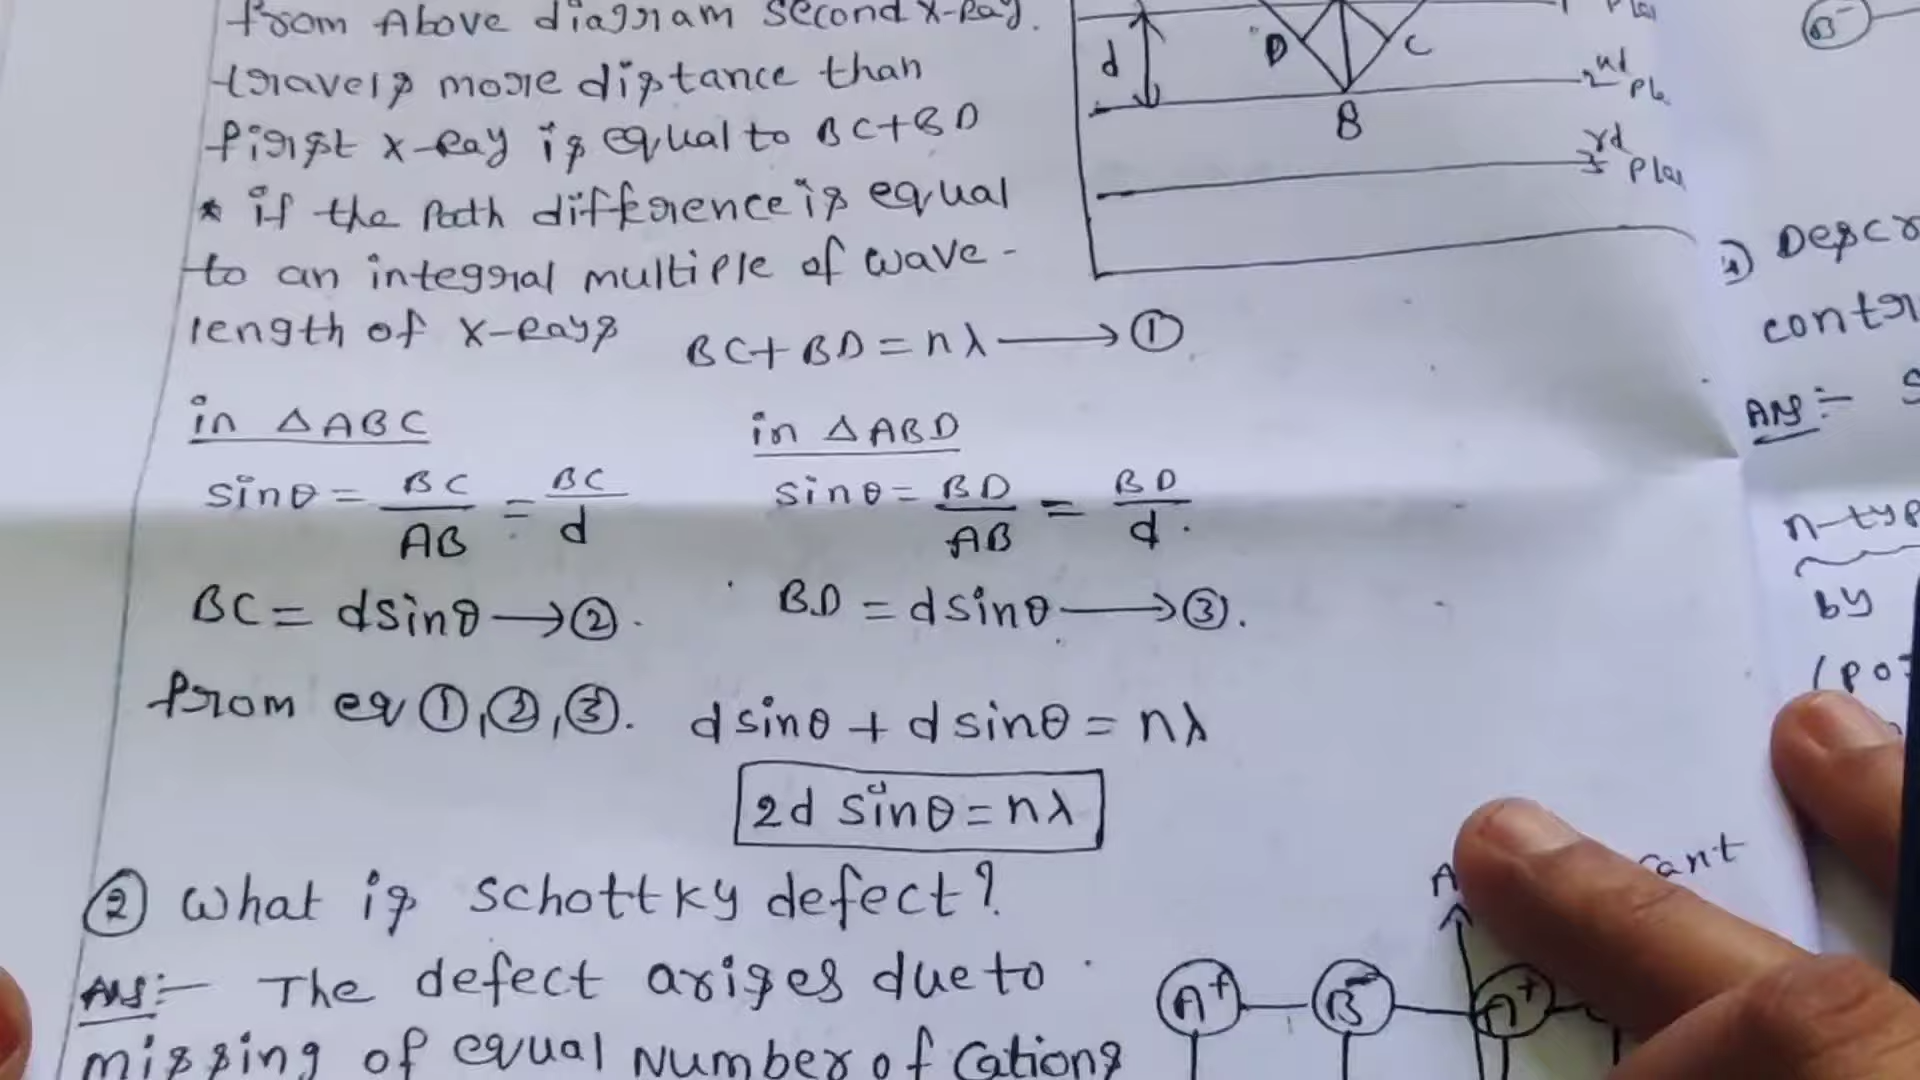 from Above diagram second X-Ray.
travels more distance than
first X-Ray is equal to BC+BD
* if the Path difference is equal
to an integral multiple of wave-
length of X-Rays
BC+BD=nλ → ①
in △ABC
sinθ = BC/AB = BC/d
BC = dsinθ → ②.
in △ABD
sinθ = BD/AB = BD/d.
BD = dsinθ → ③.
from eq ①,②,③. dsinθ + dsinθ = nλ
2d sinθ = nλ
② What is Schottky defect?
Ans:- The defect arises due to
missing of equal Number of Cations
d
D
C
B
2nd Pla
3rd Plan
A+
B-
A+
B-
Ans:-
by